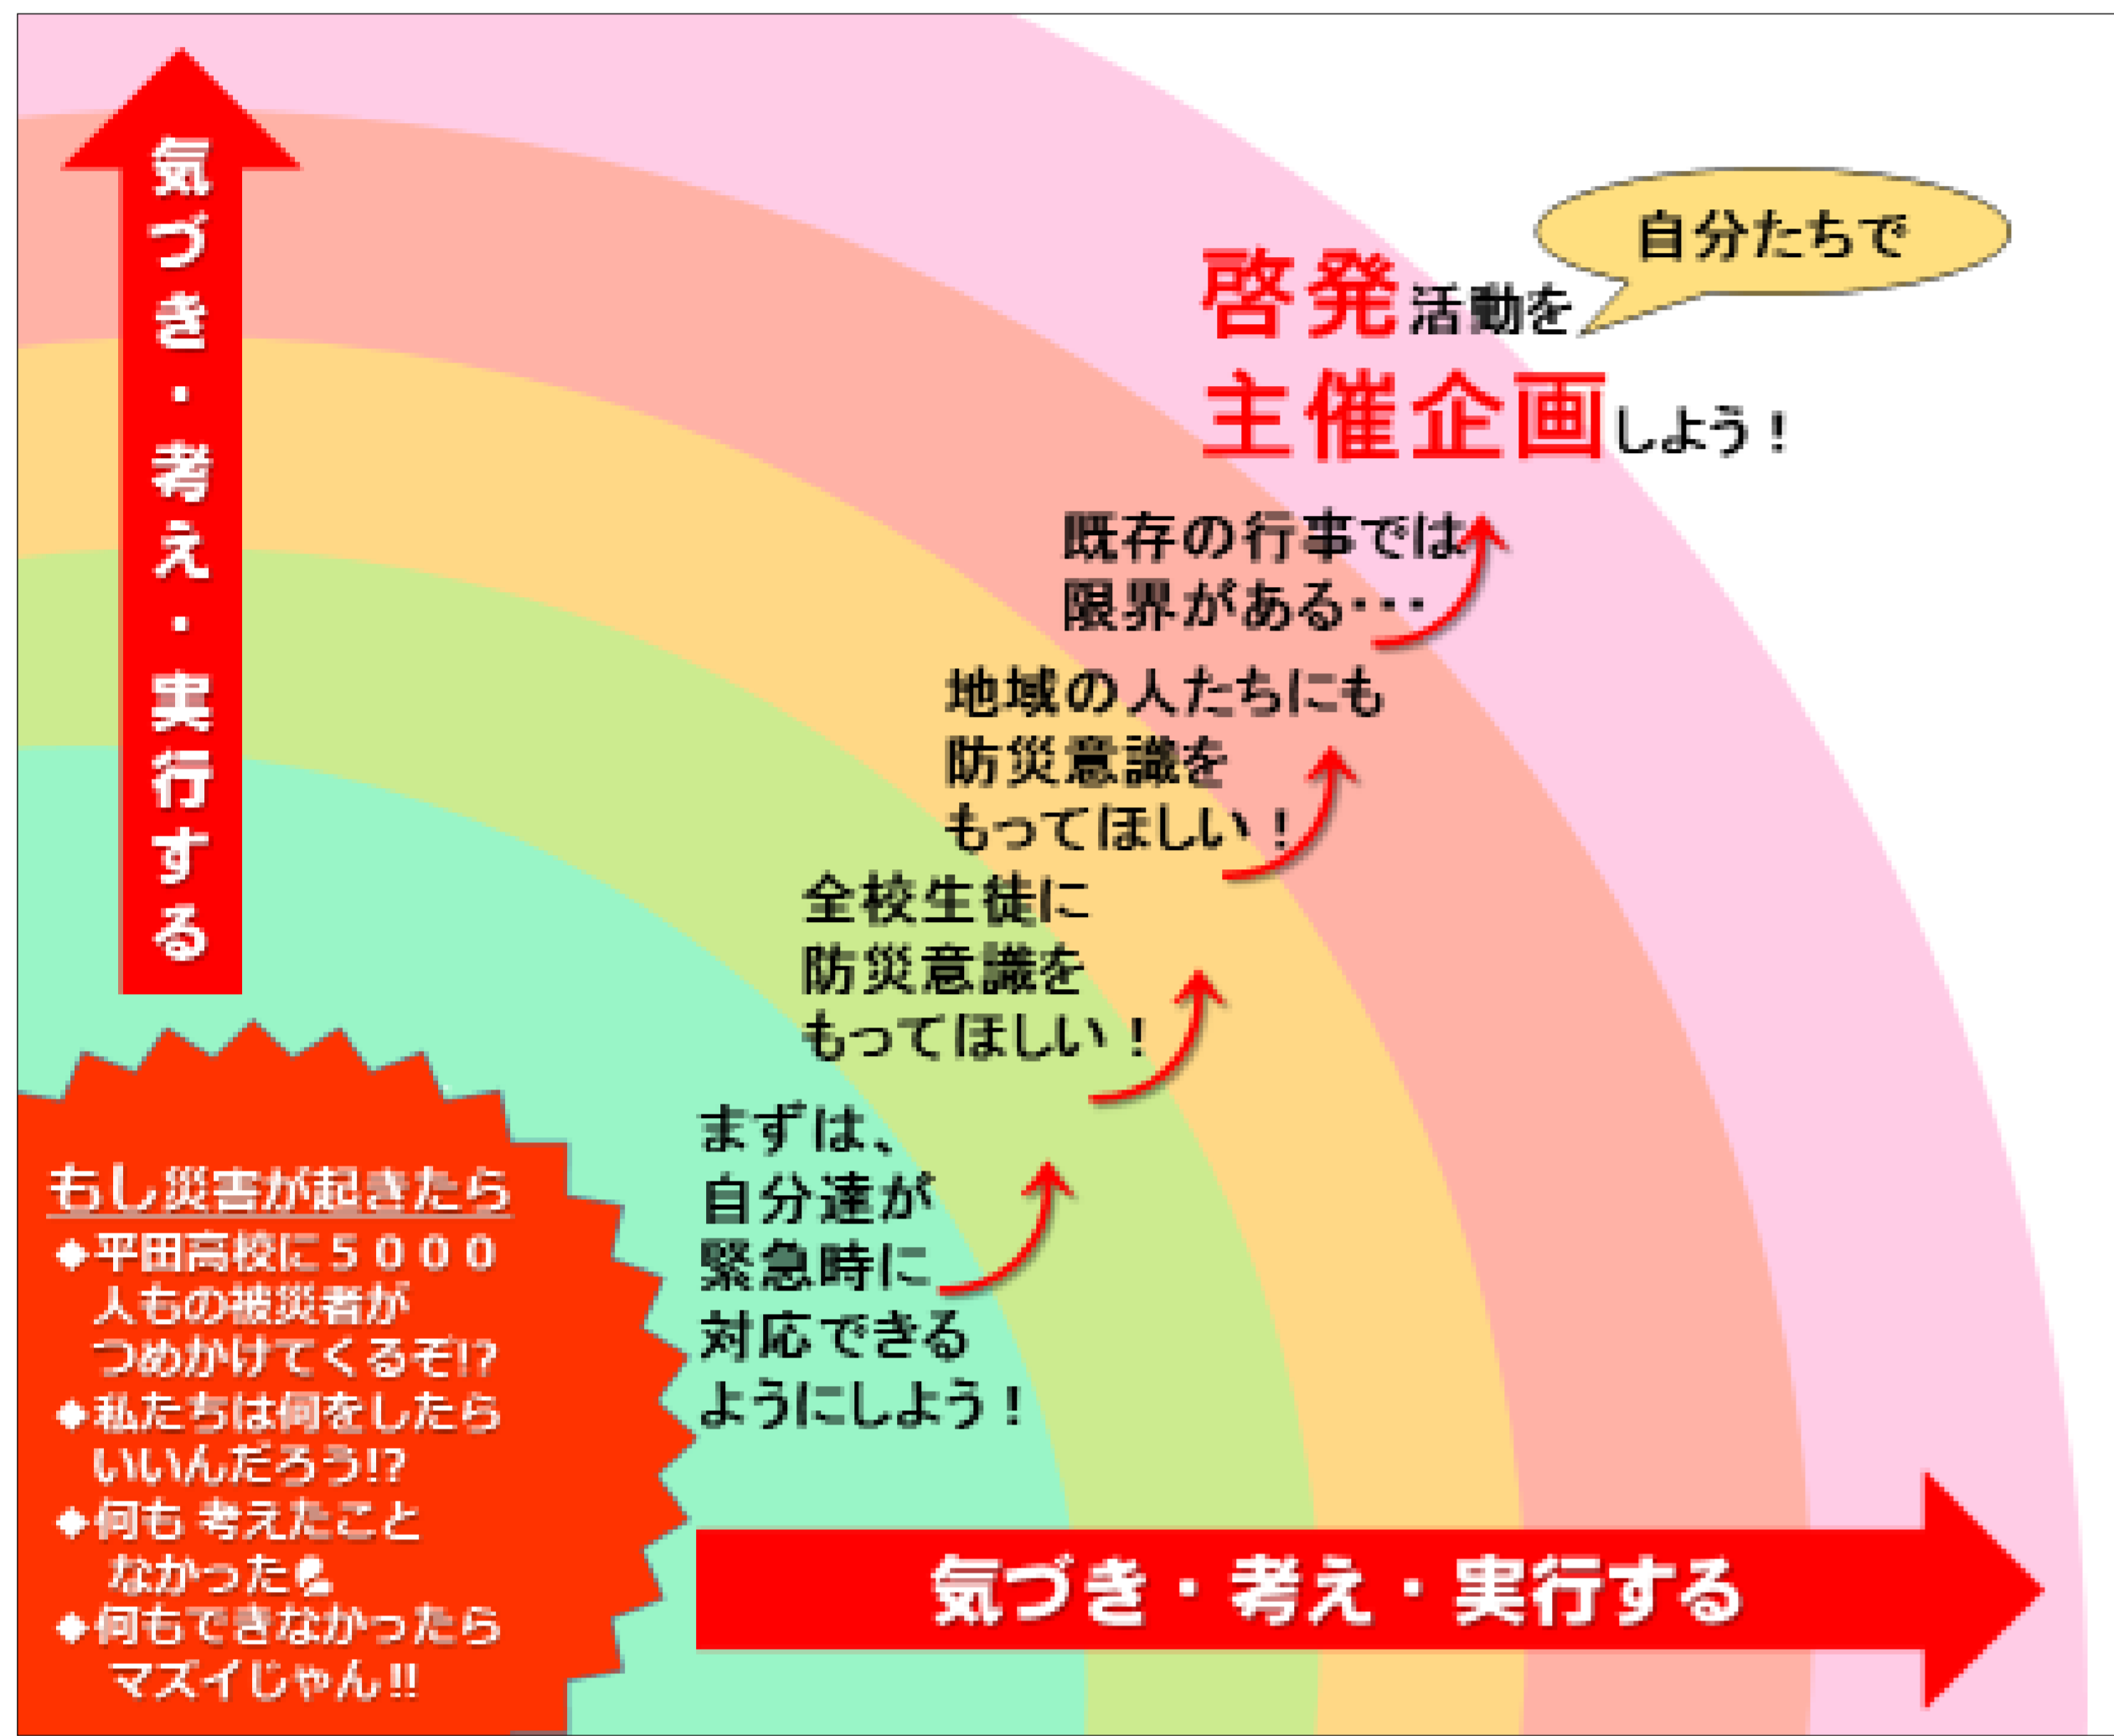 気づき・考え・実行する
自分たちで
啓発活動を
主催企画しよう！
既存の行事では
限界がある・・・
地域の人たちにも
防災意識を
もってほしい！
全校生徒に
防災意識を
もってほしい！
まずは、
自分達が
緊急時に
対応できる
ようにしよう！
もし災害が起きたら
◆平田高校に５０００
人もの被災者が
つめかけてくるぞ!?
◆私たちは何をしたら
いいんだろう!?
◆何も考えたこと
なかった
◆何もできなかったら
マズイじゃん!!
気づき・考え・実行する